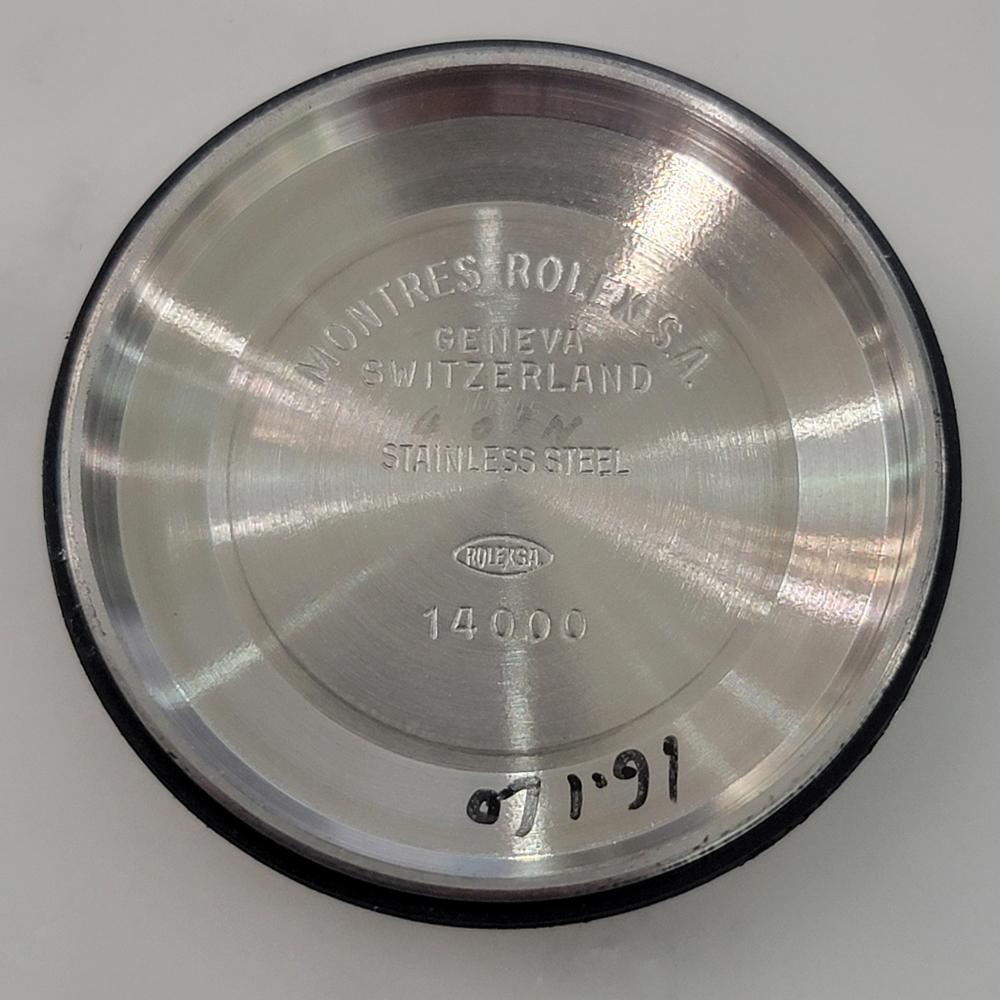 MONTRES ROLEX S.A.
GENEVA
SWITZERLAND
STAINLESS STEEL
ROLEX S.A.
14000